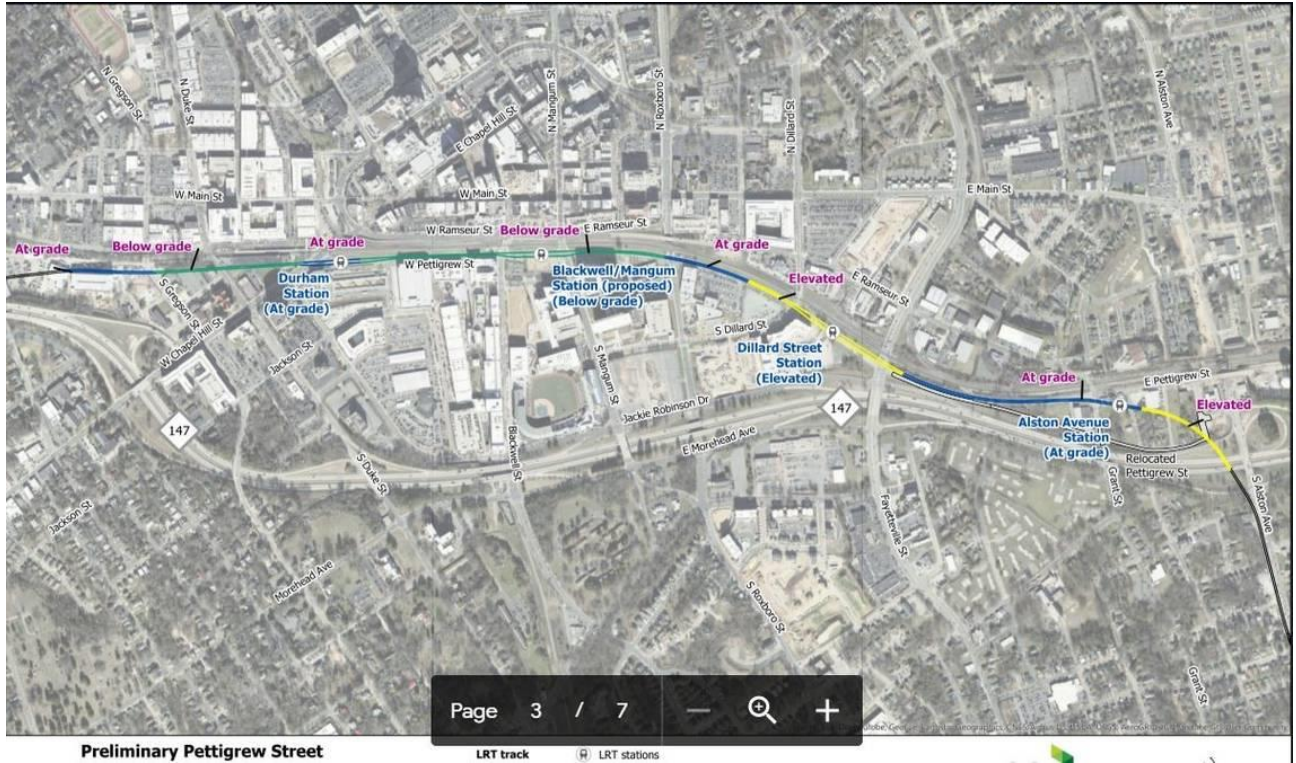 N Gregson St
N Duke St
E Chapel Hill St
N Mangum St
N Roxboro St
N Dillard St
N Alston Ave
W Main St
W Main St
E Main St
W Ramseur St
E Ramseur St
At grade
Below grade
At grade
Below grade
At grade
Elevated
W Pettigrew St
Durham
Station
(At grade)
Blackwell/Mangum
Station (proposed)
(Below grade)
E Ramseur St
S Gregson St
W Chapel Hill St
Jackson St
S Dillard St
Dillard Street
Station
(Elevated)
S Mangum St
At grade
E Pettigrew St
Elevated
Jackie Robinson Dr
147
147
E Morehead Ave
Alston Avenue
Station
(At grade)
Relocated
Pettigrew St
Blackwell St
S Duke St
Grant St
S Alston Ave
Jackson St
Fayetteville St
Morehead Ave
S Roxboro St
Grant St
Page 3 / 7
Preliminary Pettigrew Street
LRT track
LRT stations